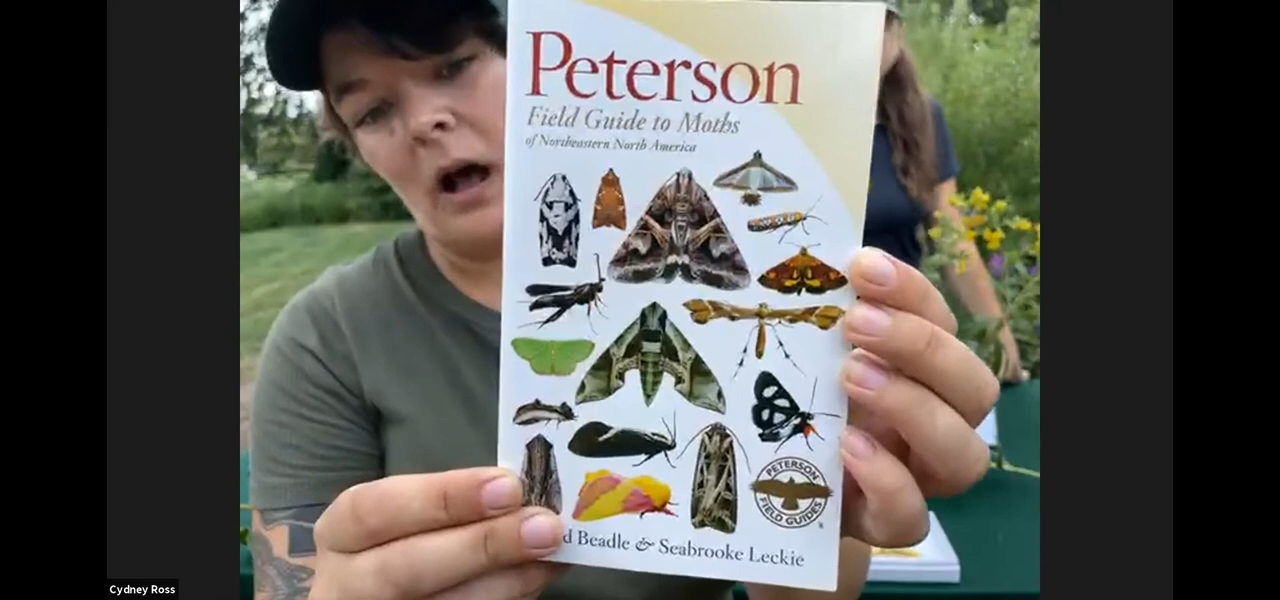 Peterson
Field Guide to Moths
of Northeastern North America
PETERSON
FIELD GUIDES
d Beadle & Seabrooke Leckie
Cydney Ross